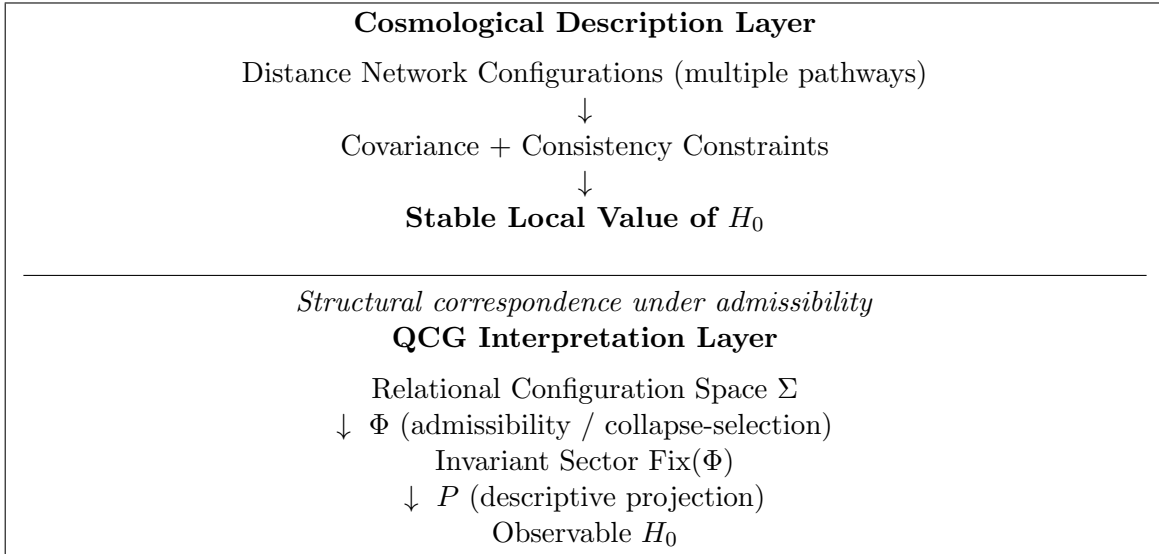 Cosmological Description Layer
Distance Network Configurations (multiple pathways)
↓
Covariance + Consistency Constraints
↓
Stable Local Value of H₀
Structural correspondence under admissibility
QCG Interpretation Layer
Relational Configuration Space Σ
↓ Φ (admissibility / collapse-selection)
Invariant Sector Fix(Φ)
↓ P (descriptive projection)
Observable H₀